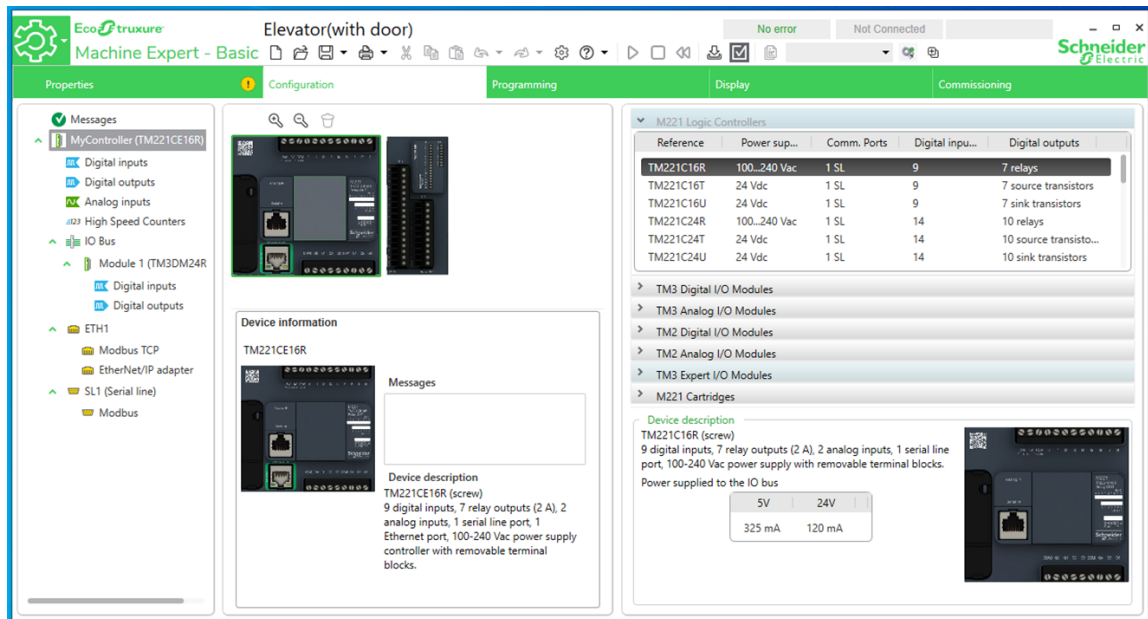 EcoStruxure
Machine Expert - Basic
Elevator(with door)
No error
Not Connected
Schneider
Electric
Properties
Configuration
Programming
Display
Commissioning
Messages
MyController (TM221CE16R)
Digital inputs
Digital outputs
Analog inputs
High Speed Counters
IO Bus
Module 1 (TM3DM24R
Digital inputs
Digital outputs
ETH1
Modbus TCP
EtherNet/IP adapter
SL1 (Serial line)
Modbus
Device information
TM221CE16R
Messages
Device description
TM221CE16R (screw)
9 digital inputs, 7 relay outputs (2 A), 2
analog inputs, 1 serial line port, 1
Ethernet port, 100-240 Vac power supply
controller with removable terminal
blocks.
M221 Logic Controllers
Reference Power sup... Comm. Ports Digital inpu... Digital outputs
TM221C16R 100...240 Vac 1 SL 9 7 relays
TM221C16T 24 Vdc 1 SL 9 7 source transistors
TM221C16U 24 Vdc 1 SL 9 7 sink transistors
TM221C24R 100...240 Vac 1 SL 14 10 relays
TM221C24T 24 Vdc 1 SL 14 10 source transisto...
TM221C24U 24 Vdc 1 SL 14 10 sink transistors
TM3 Digital I/O Modules
TM3 Analog I/O Modules
TM2 Digital I/O Modules
TM2 Analog I/O Modules
TM3 Expert I/O Modules
M221 Cartridges
Device description
TM221C16R (screw)
9 digital inputs, 7 relay outputs (2 A), 2 analog inputs, 1 serial line
port, 100-240 Vac power supply with removable terminal blocks.
Power supplied to the IO bus
5V 24V
325 mA 120 mA